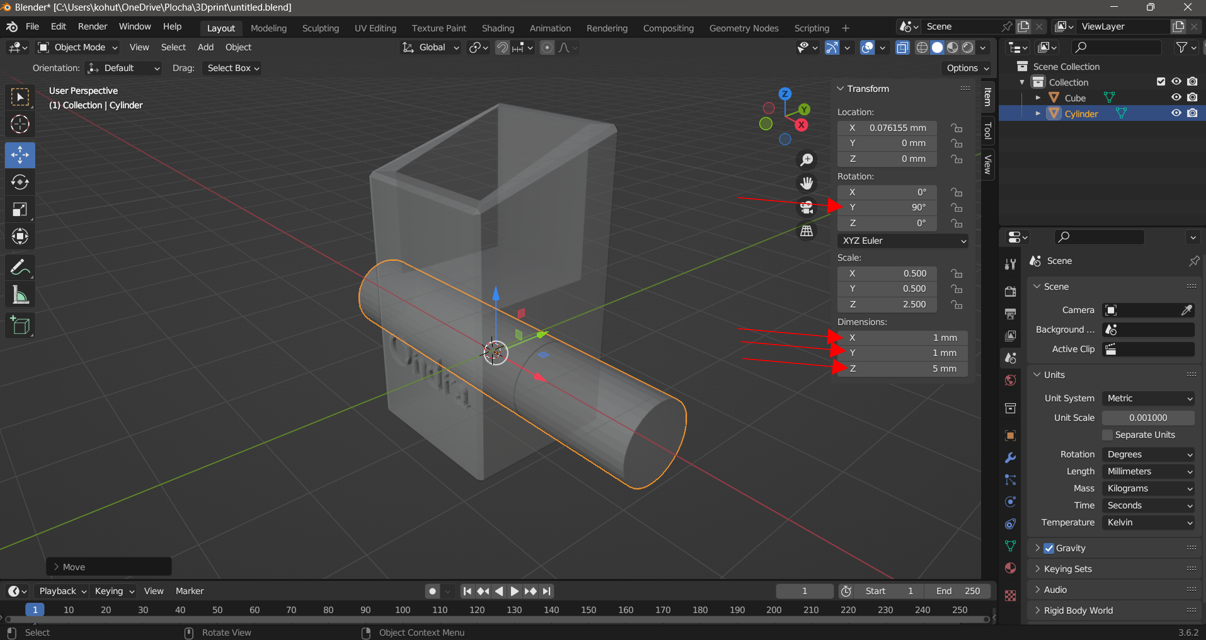 Blender* [C:\Users\kohut\OneDrive\Plocha\3Dprint\untitled.blend]
File Edit Render Window Help
Layout Modeling Sculpting UV Editing Texture Paint Shading Animation Rendering Compositing Geometry Nodes Scripting +
Scene
ViewLayer
Object Mode View Select Add Object
Global
Orientation: Default Drag: Select Box
Options
User Perspective
(1) Collection | Cylinder
Z
Y
X
Transform
Location:
X 0.076155 mm
Y 0 mm
Z 0 mm
Rotation:
X 0°
Y 90°
Z 0°
XYZ Euler
Scale:
X 0.500
Y 0.500
Z 2.500
Dimensions:
X 1 mm
Y 1 mm
Z 5 mm
Item
Tool
View
Move
Scene Collection
Collection
Cube
Cylinder
Scene
Scene
Camera
Background ...
Active Clip
Units
Unit System Metric
Unit Scale 0.001000
Separate Units
Rotation Degrees
Length Millimeters
Mass Kilograms
Time Seconds
Temperature Kelvin
Gravity
Keying Sets
Audio
Rigid Body World
Playback Keying View Marker
1
Start 1
End 250
1 10 20 30 40 50 60 70 80 90 100 110 120 130 140 150 160 170 180 190 200 210 220 230 240 250
Select
Rotate View
Object Context Menu
3.6.2